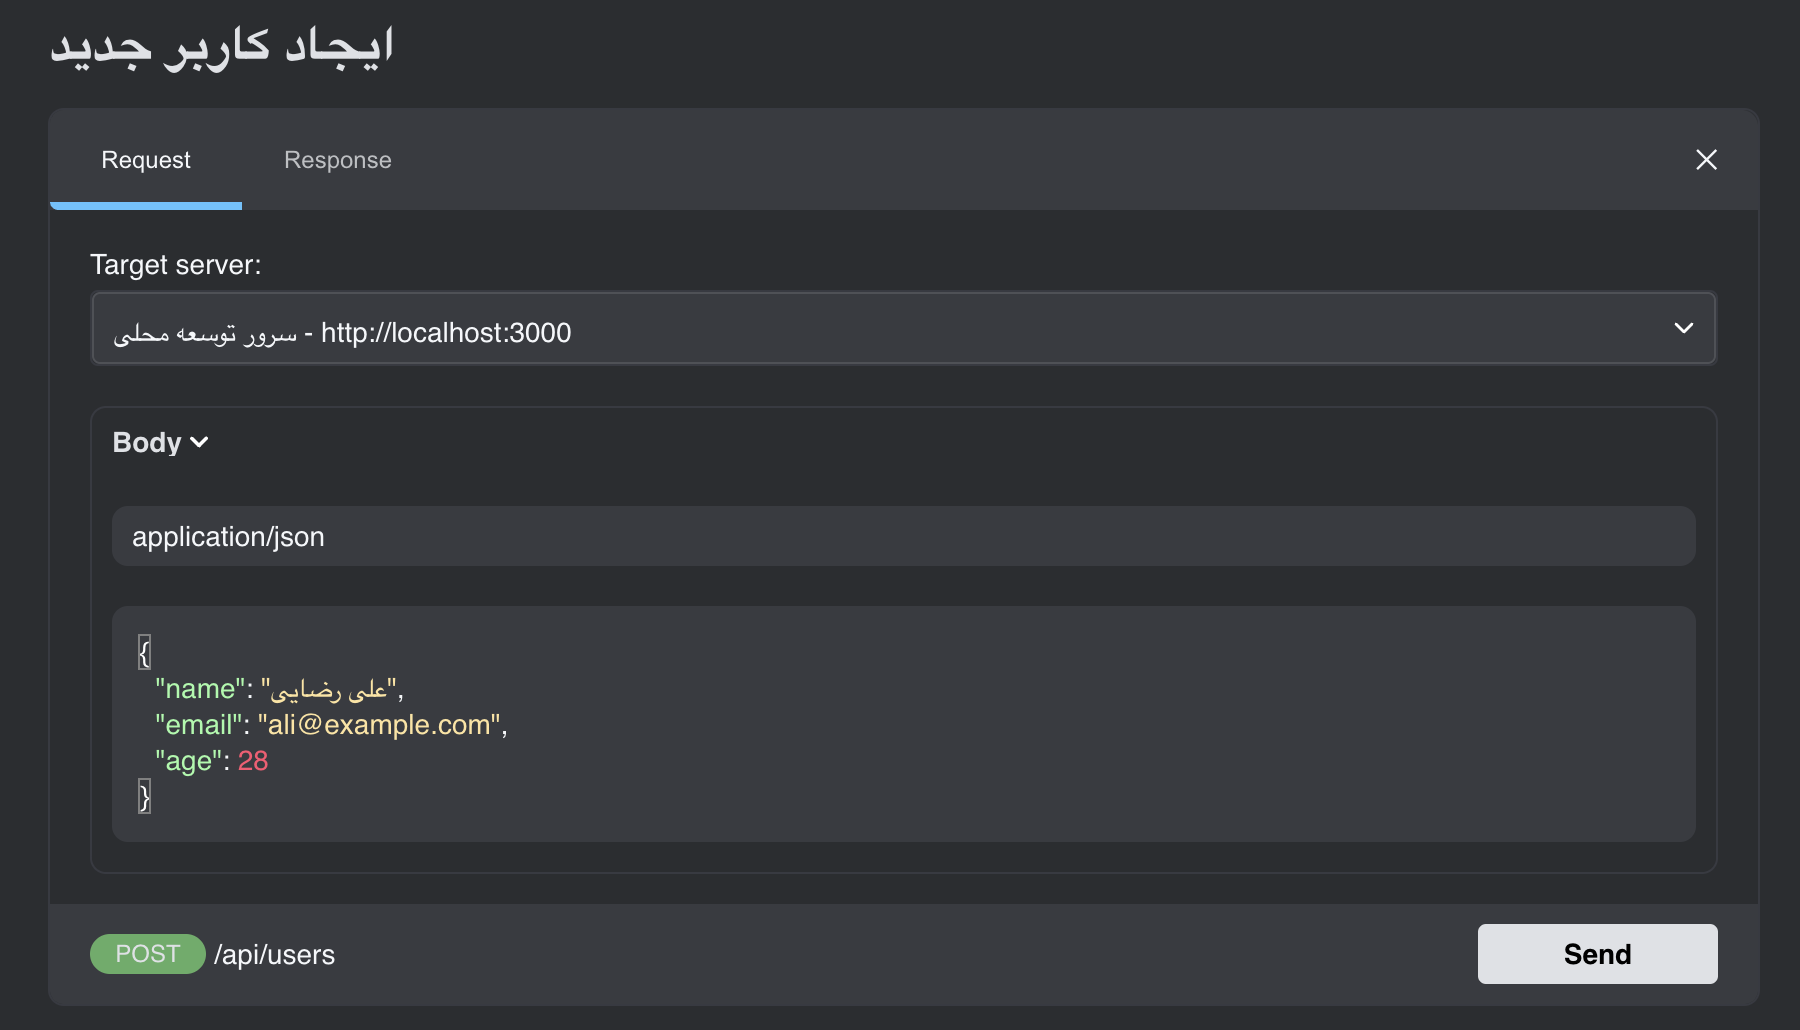 ایجاد کاربر جدید
Request
Response
Target server:
سرور توسعه محلی - http://localhost:3000
Body
application/json
{
"name": "علی رضایی",
"email": "ali@example.com",
"age": 28
}
POST /api/users
Send